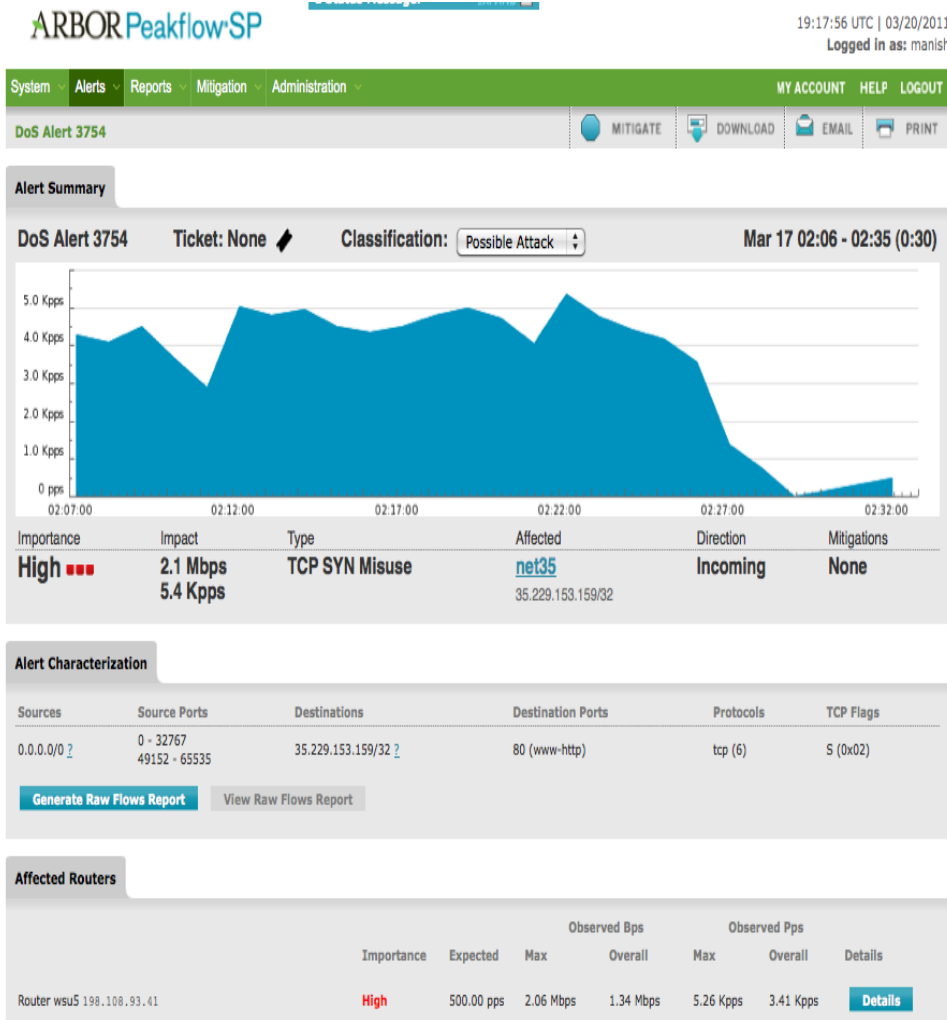 ARBOR Peakflow SP
19:17:56 UTC | 03/20/2011
Logged in as: manish
System Alerts Reports Mitigation Administration MY ACCOUNT HELP LOGOUT
DoS Alert 3754 MITIGATE DOWNLOAD EMAIL PRINT
Alert Summary
DoS Alert 3754 Ticket: None Classification: Possible Attack Mar 17 02:06 - 02:35 (0:30)
5.0 Kpps
4.0 Kpps
3.0 Kpps
2.0 Kpps
1.0 Kpps
0 pps
02:07:00 02:12:00 02:17:00 02:22:00 02:27:00 02:32:00
Importance Impact Type Affected Direction Mitigations
High 2.1 Mbps TCP SYN Misuse net35 Incoming None
5.4 Kpps 35.229.153.159/32
Alert Characterization
Sources Source Ports Destinations Destination Ports Protocols TCP Flags
0.0.0.0/0 ? 0 - 32767 35.229.153.159/32 ? 80 (www-http) tcp (6) S (0x02)
49152 - 65535
Generate Raw Flows Report View Raw Flows Report
Affected Routers
Observed Bps Observed Pps
Importance Expected Max Overall Max Overall Details
Router wsu5 198.108.93.41 High 500.00 pps 2.06 Mbps 1.34 Mbps 5.26 Kpps 3.41 Kpps Details